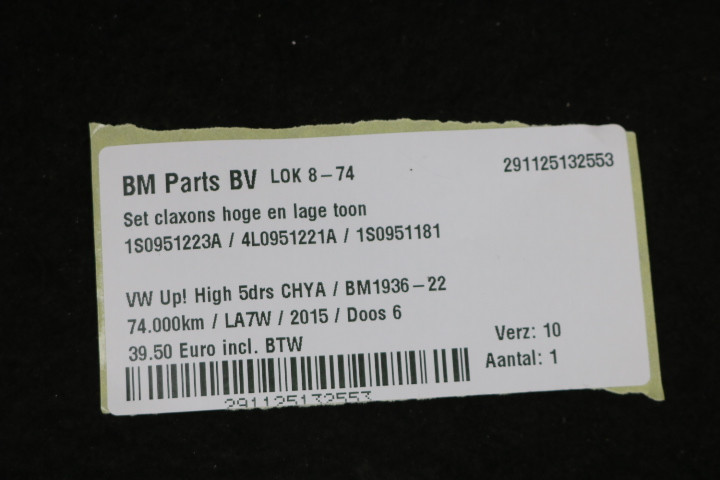 BM Parts BV LOK 8-74 291125132553
Set claxons hoge en lage toon
1S0951223A / 4L0951221A / 1S0951181
VW Up! High 5drs CHYA / BM1936-22
74.000km / LA7W / 2015 / Doos 6
39.50 Euro incl. BTW
Verz: 10
Aantal: 1
291125132553